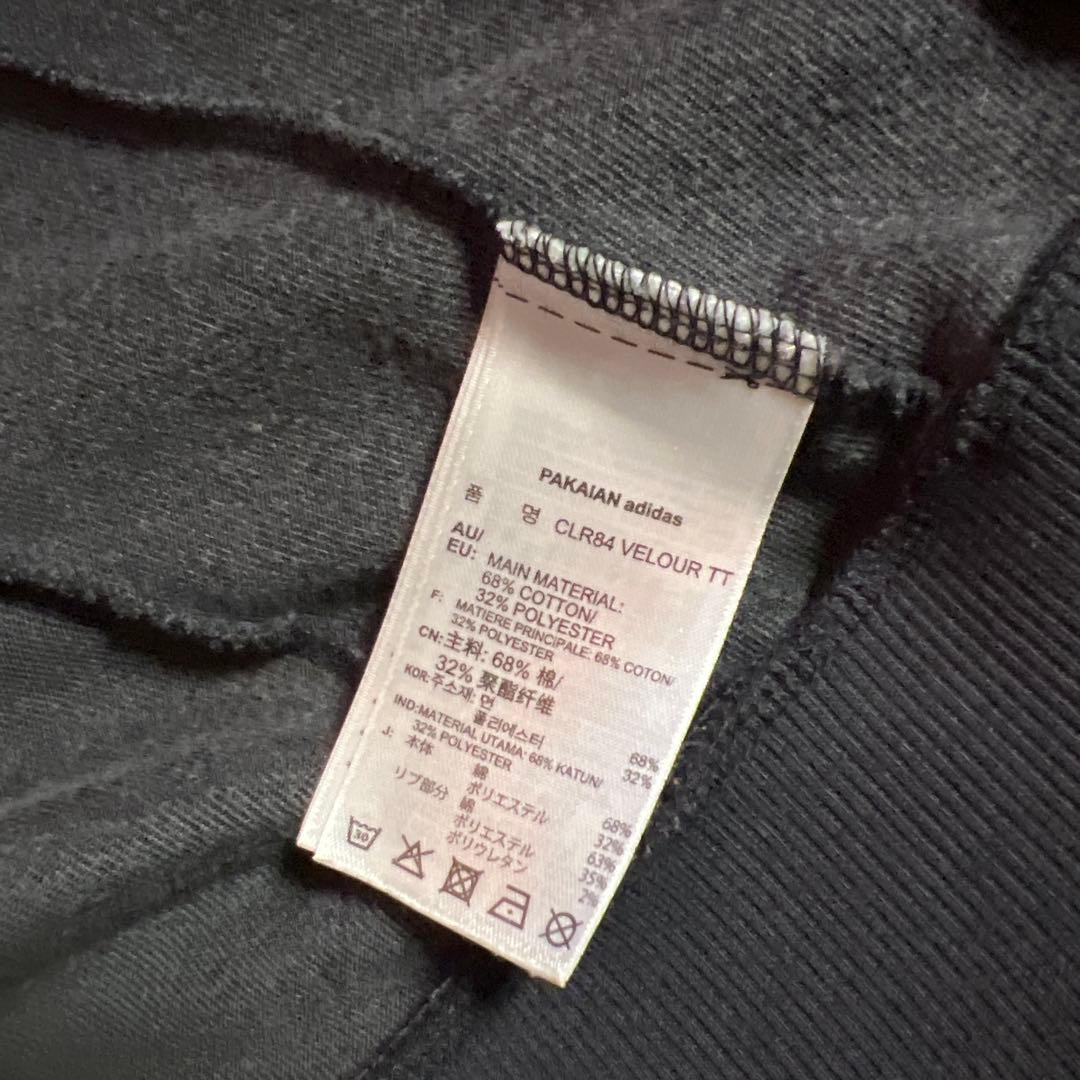 PAKAIAN adidas
품 명 CLR84 VELOUR TT
AU/
EU: MAIN MATERIAL:
68% COTTON/
32% POLYESTER
F: MATIERE PRINCIPALE: 68% COTON/
32% POLYESTER
CN:主料: 68% 棉/
32% 聚酯纤维
KOR:주소재: 면 68%
폴리에스터 32%
IND:MATERIAL UTAMA: 68% KATUN/
32% POLYESTER
J: 本体 綿 68%
ポリエステル 32%
リブ部分 綿 63%
ポリエステル 35%
ポリウレタン 2%
30